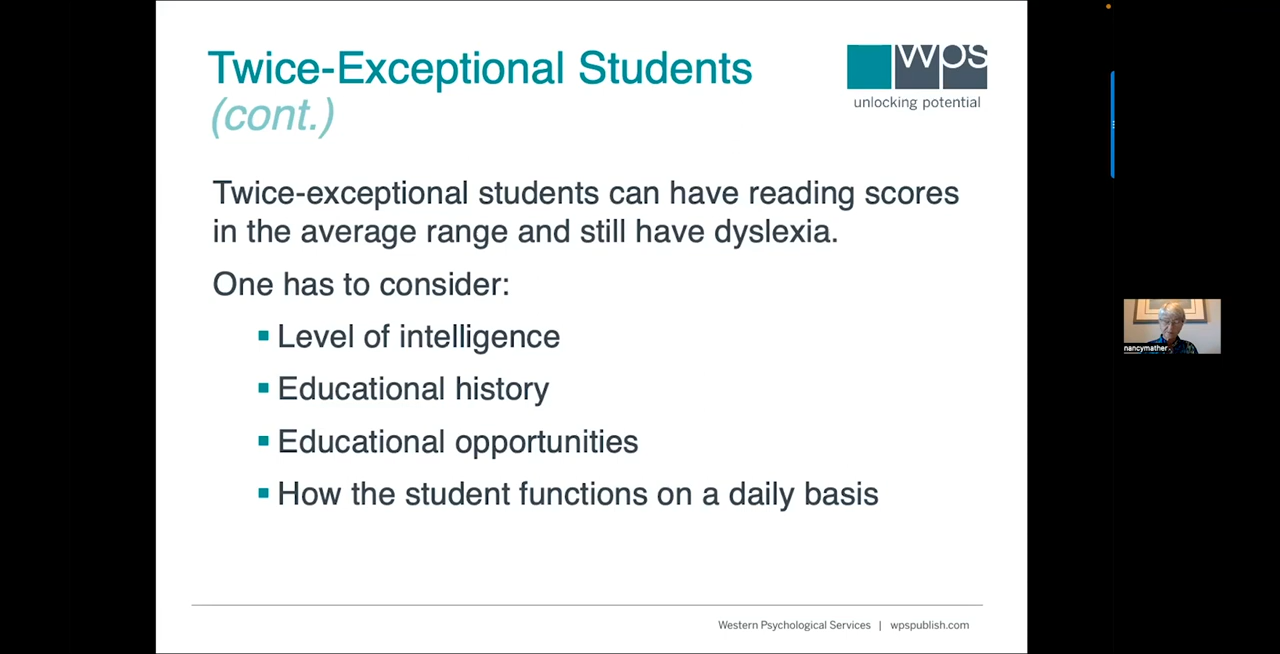 Twice-Exceptional Students
(cont.)
wps
unlocking potential
Twice-exceptional students can have reading scores
in the average range and still have dyslexia.
One has to consider:
▪ Level of intelligence
▪ Educational history
▪ Educational opportunities
▪ How the student functions on a daily basis
nancymather
Western Psychological Services | wpspublish.com